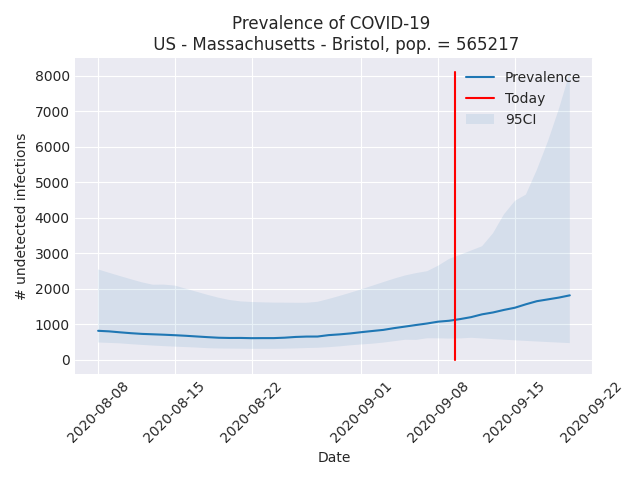 Prevalence of COVID-19
US - Massachusetts - Bristol, pop. = 565217
8000
7000
6000
5000
4000
3000
2000
1000
0
# undetected infections
Prevalence
Today
95CI
2020-08-08
2020-08-15
2020-08-22
2020-09-01
2020-09-08
2020-09-15
2020-09-22
Date